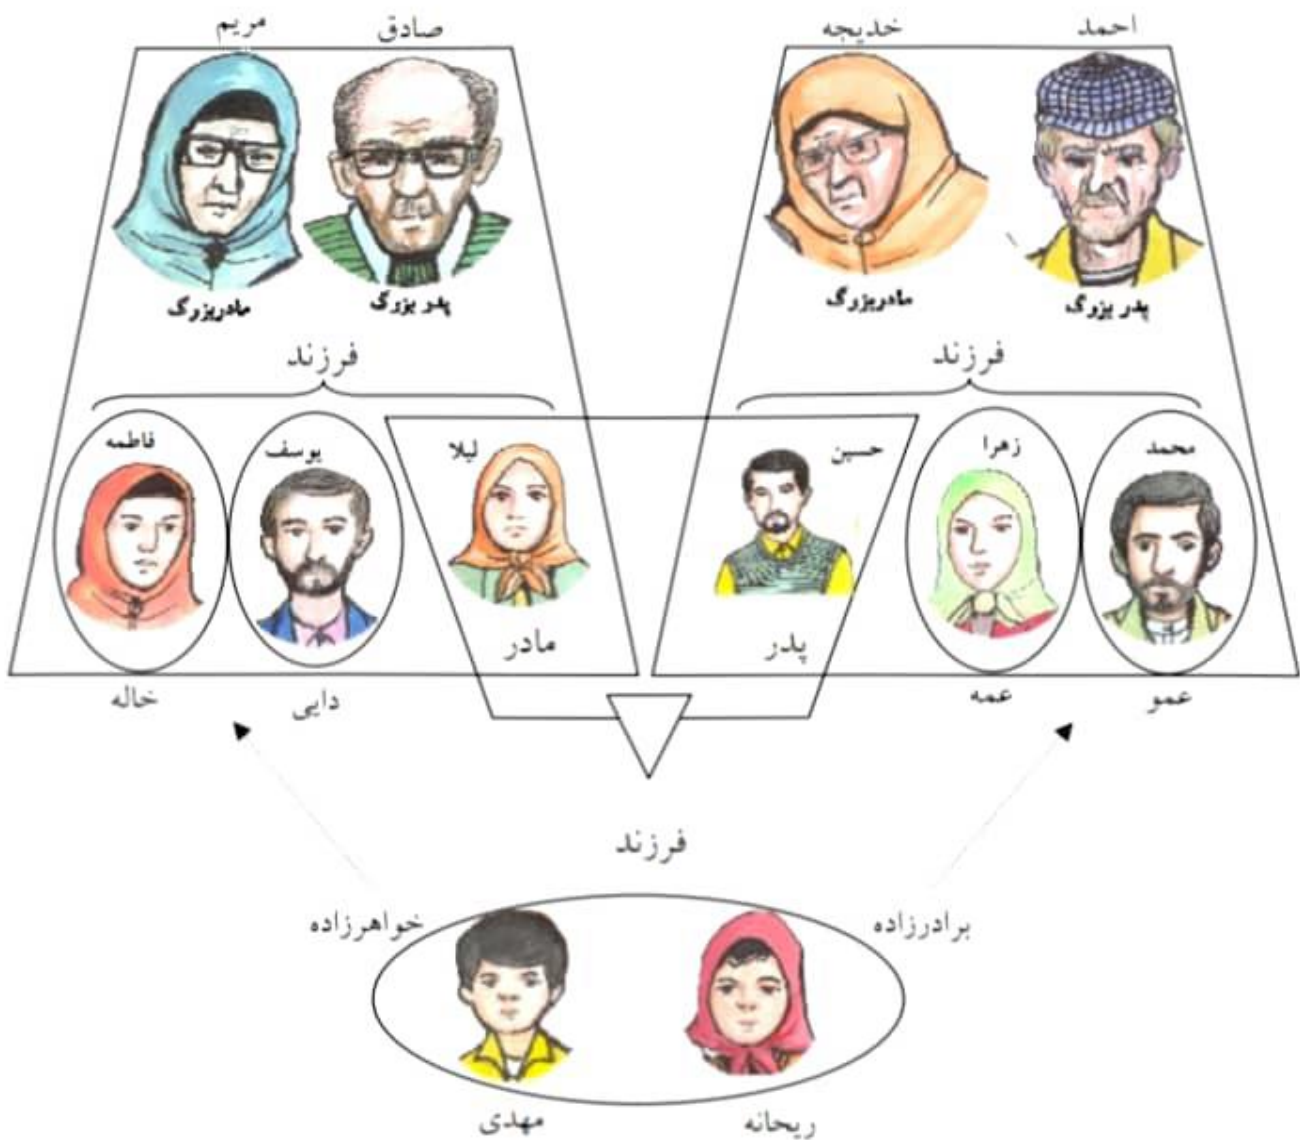 احمد
خدیجه
صادق
مریم
پدر بزرگ
مادربزرگ
پدر بزرگ
مادربزرگ
فرزند
فرزند
محمد
زهرا
حسین
لیلا
یوسف
فاطمه
پدر
مادر
عمو
عمه
دایی
خاله
فرزند
برادرزاده
خواهرزاده
ریحانه
مهدی